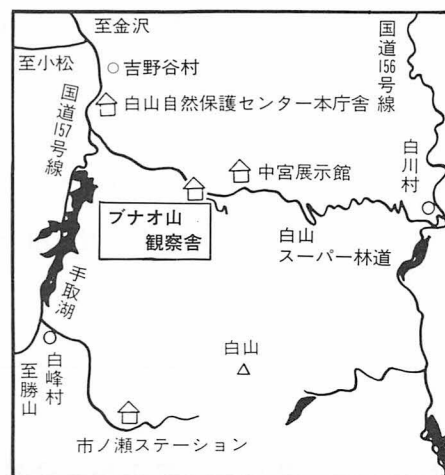 至金沢
至小松
吉野谷村
白山自然保護センター本庁舎
国道157号線
国道156号線
中宮展示館
白川村
ブナオ山
観察舎
白山
スーパー林道
手取湖
白山
至勝山
白峰村
市ノ瀬ステーション